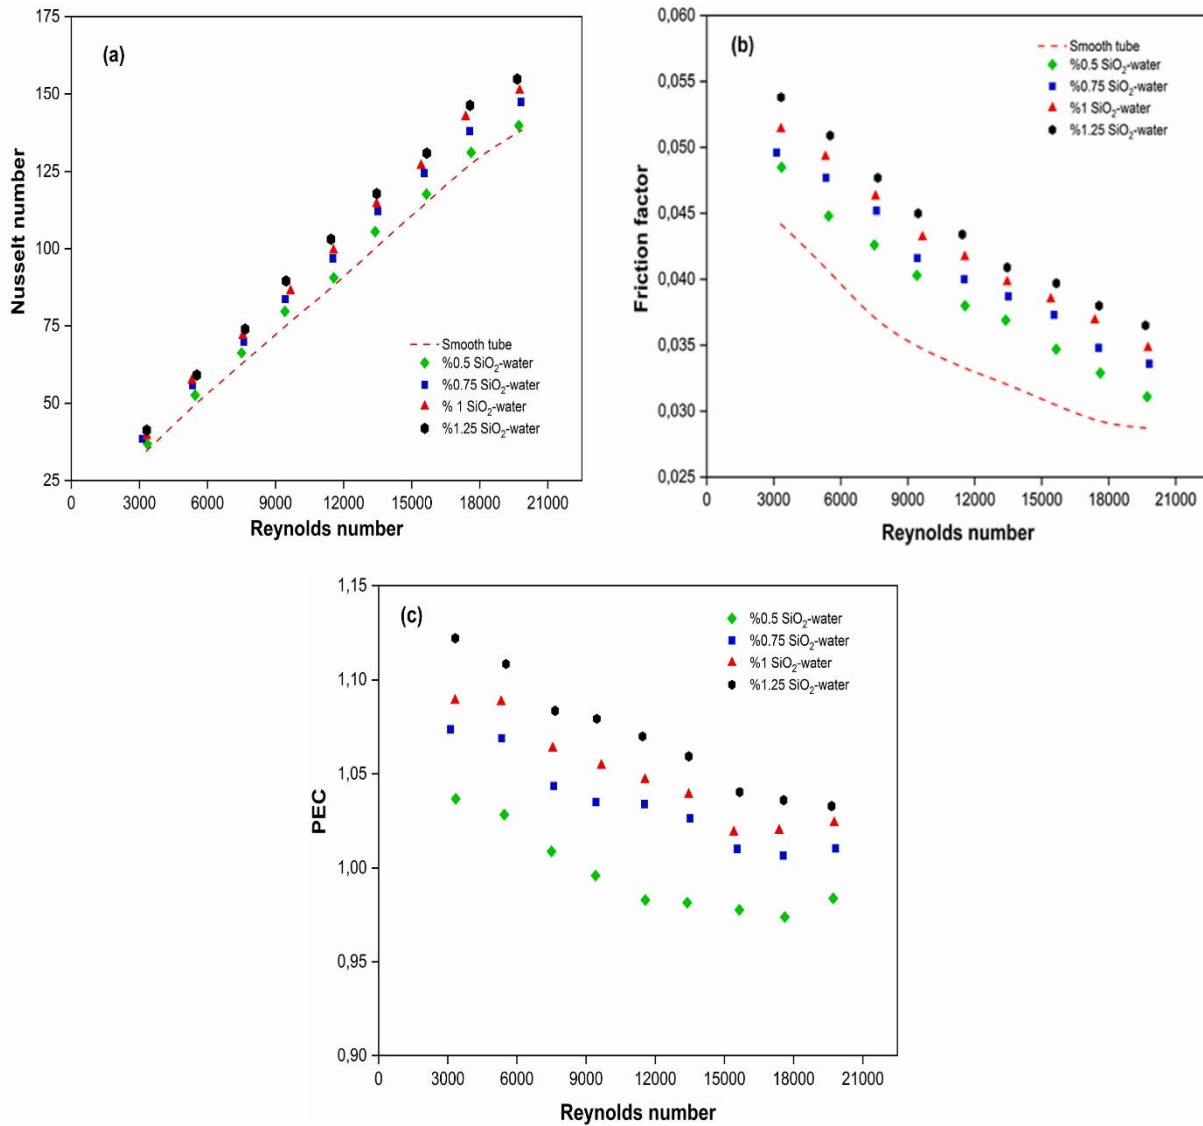 (a)
Nusselt number
175
150
125
100
75
50
25
0
3000
6000
9000
12000
15000
18000
21000
Reynolds number
Smooth tube
%0.5 SiO₂-water
%0.75 SiO₂-water
% 1 SiO₂-water
%1.25 SiO₂-water
(b)
Friction factor
0,060
0,055
0,050
0,045
0,040
0,035
0,030
0,025
0
3000
6000
9000
12000
15000
18000
21000
Reynolds number
Smooth tube
%0.5 SiO₂-water
%0.75 SiO₂-water
%1 SiO₂-water
%1.25 SiO₂-water
(c)
PEC
1,15
1,10
1,05
1,00
0,95
0,90
0
3000
6000
9000
12000
15000
18000
21000
Reynolds number
%0.5 SiO₂-water
%0.75 SiO₂-water
%1 SiO₂-water
%1.25 SiO₂-water